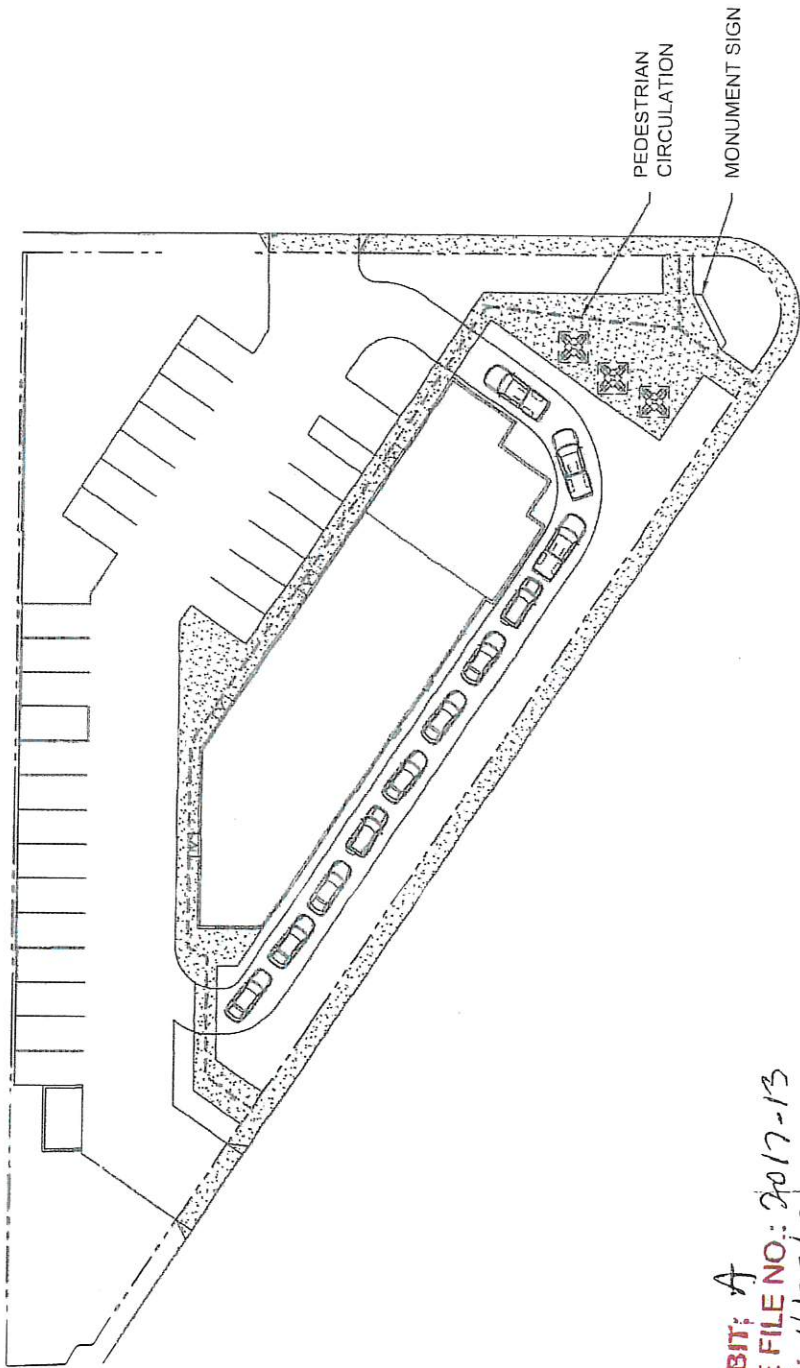 PEDESTRIAN
CIRCULATION
MONUMENT SIGN
BIT: A
FILE NO.: 2017-13